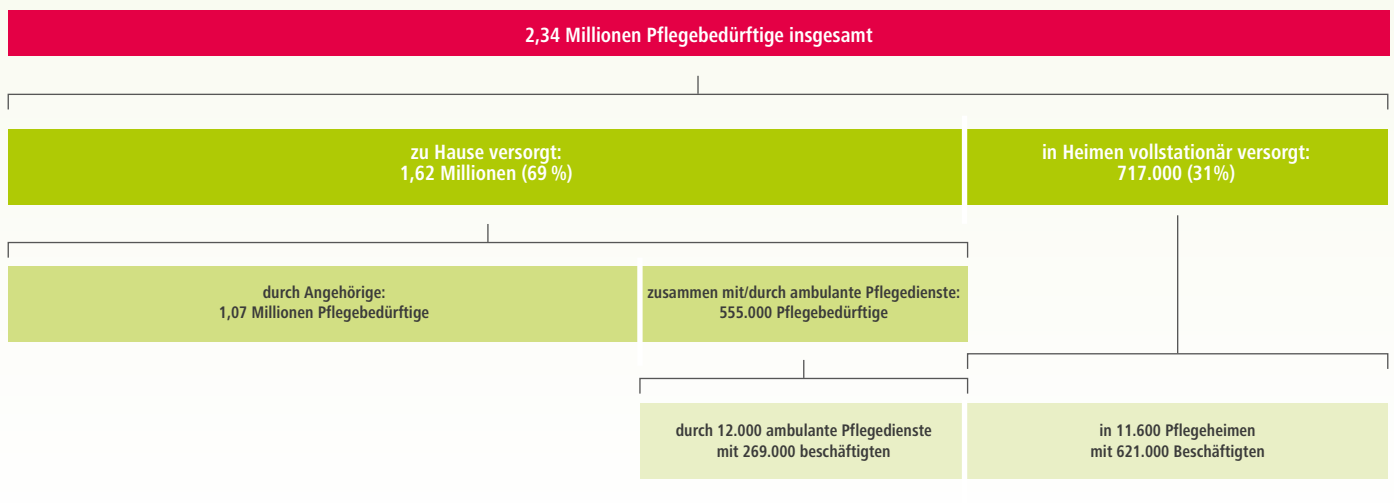 2,34 Millionen Pflegebedürftige insgesamt
zu Hause versorgt:
1,62 Millionen (69 %)
in Heimen vollstationär versorgt:
717.000 (31%)
durch Angehörige:
1,07 Millionen Pflegebedürftige
zusammen mit/durch ambulante Pflegedienste:
555.000 Pflegebedürftige
durch 12.000 ambulante Pflegedienste
mit 269.000 beschäftigten
in 11.600 Pflegeheimen
mit 621.000 Beschäftigten